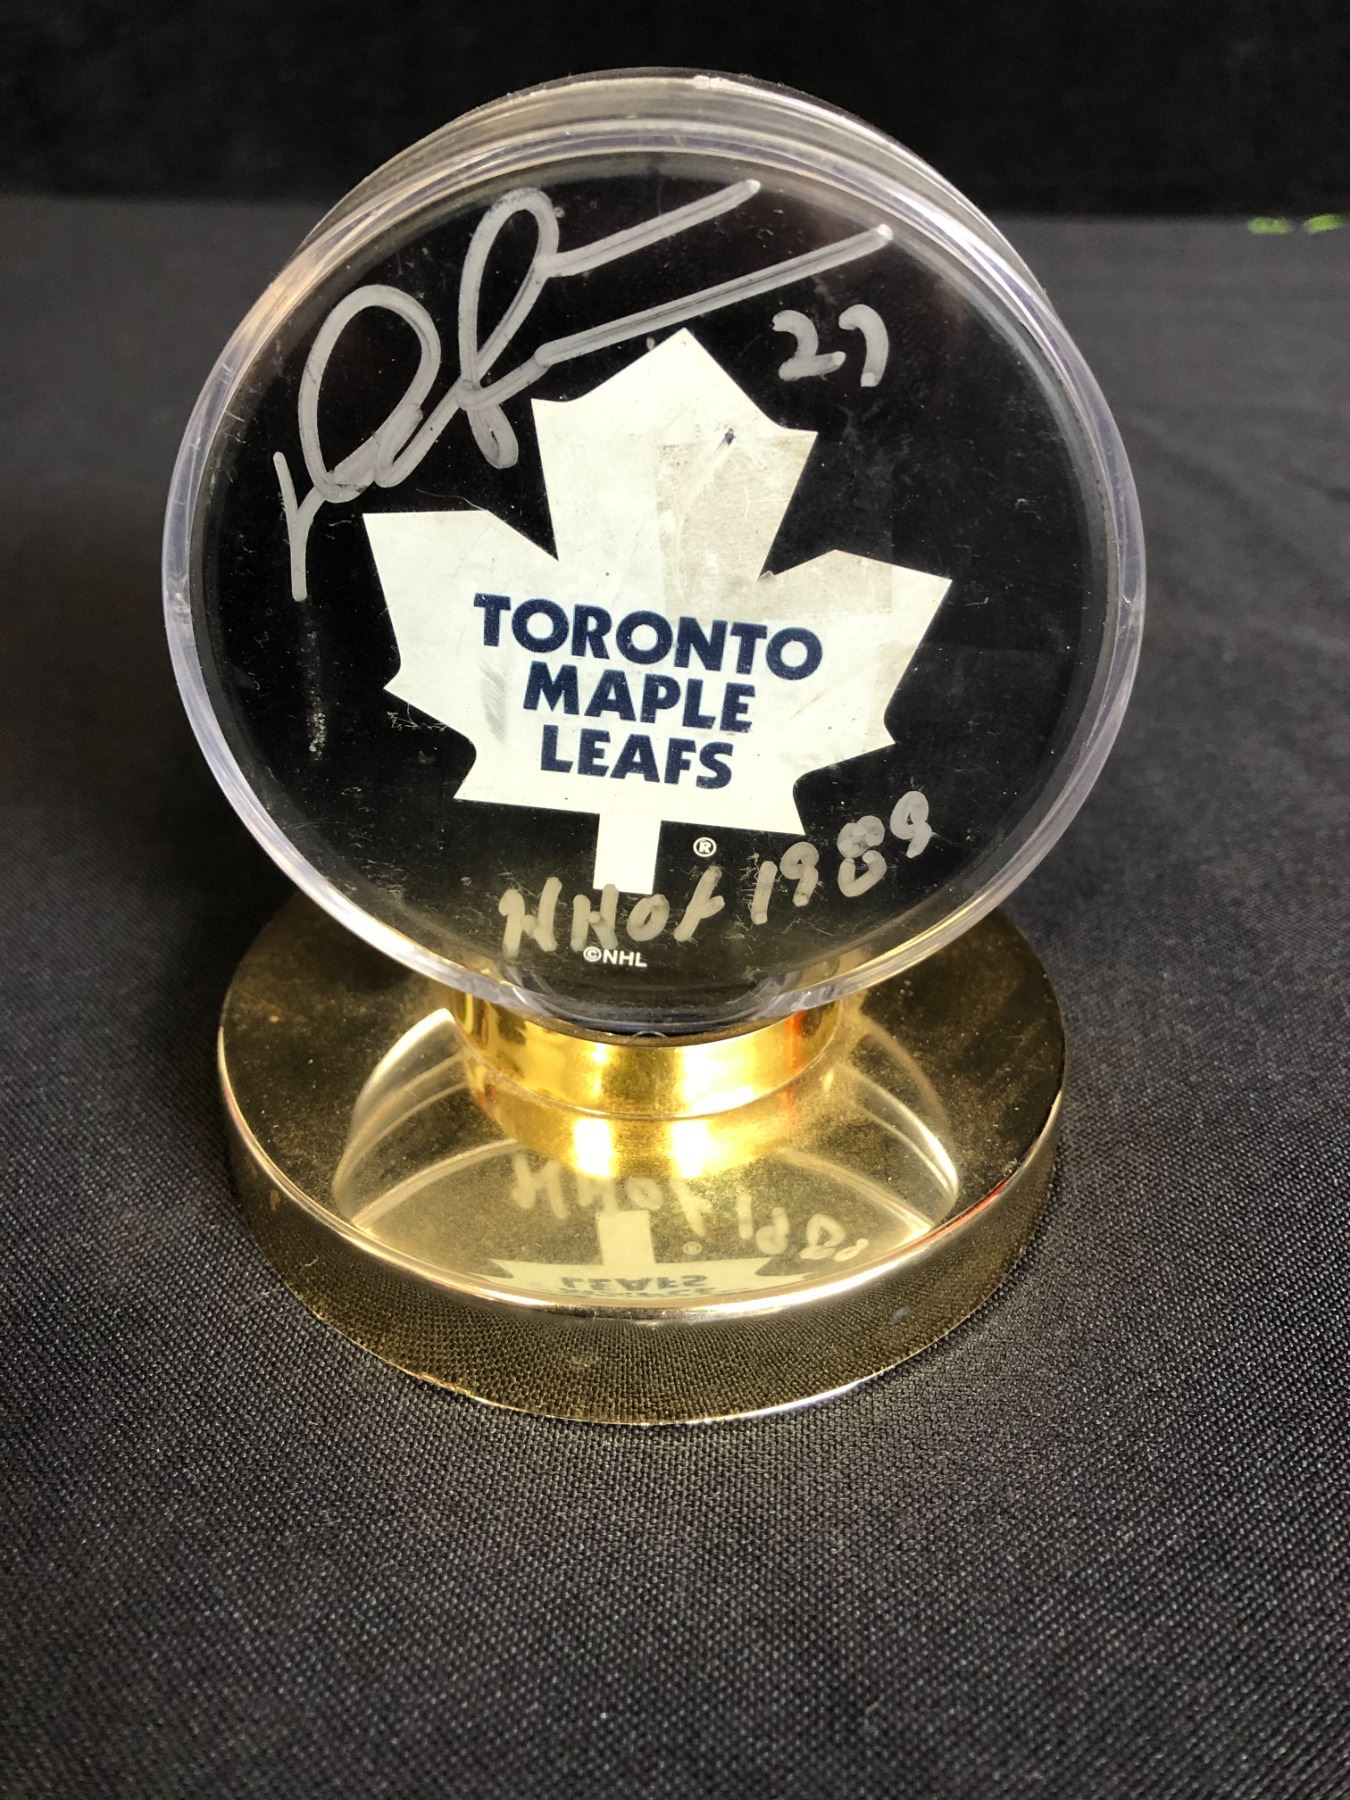 27
TORONTO
MAPLE
LEAFS
®
HHOF 1989
©NHL